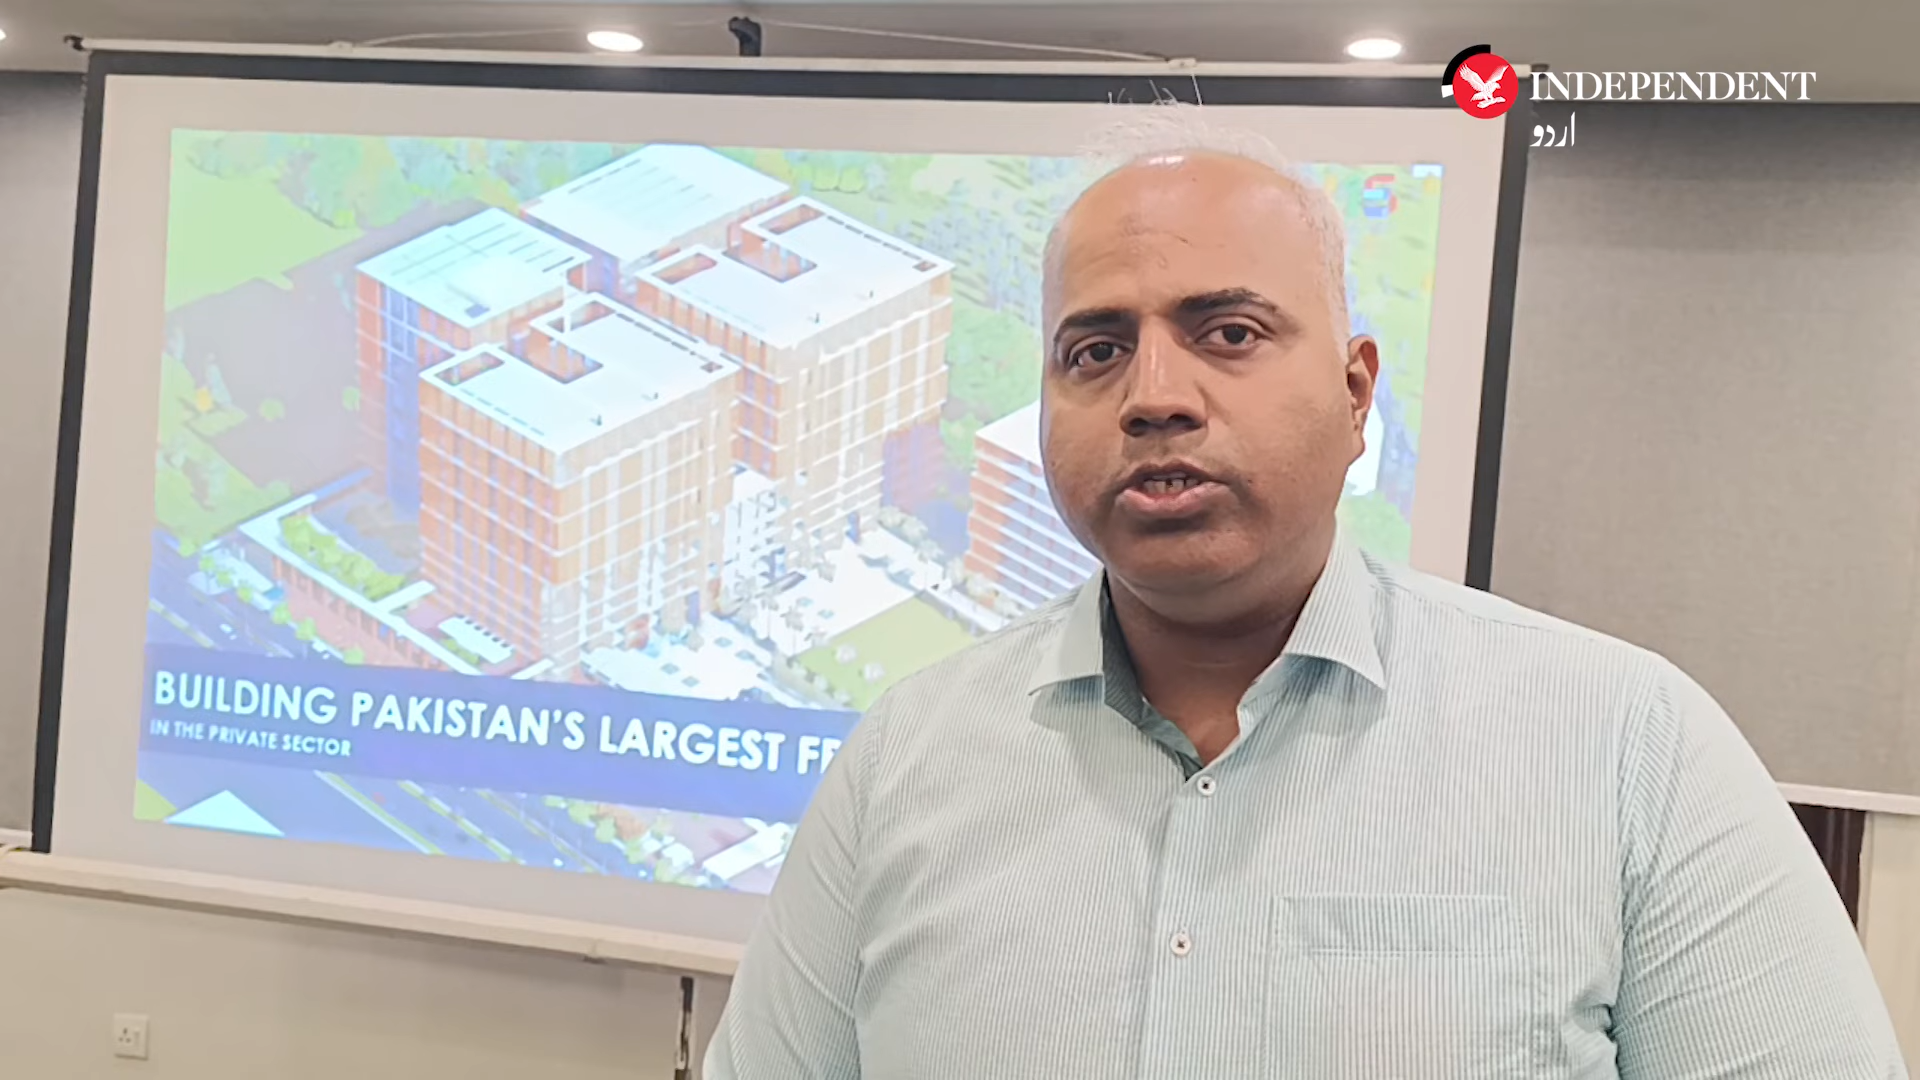 INDEPENDENT
اردو
BUILDING PAKISTAN'S LARGEST
IN THE PRIVATE SECTOR